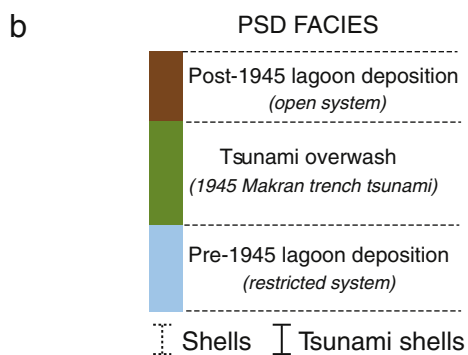 b
PSD FACIES
Post-1945 lagoon deposition
(open system)
Tsunami overwash
(1945 Makran trench tsunami)
Pre-1945 lagoon deposition
(restricted system)
Shells Tsunami shells